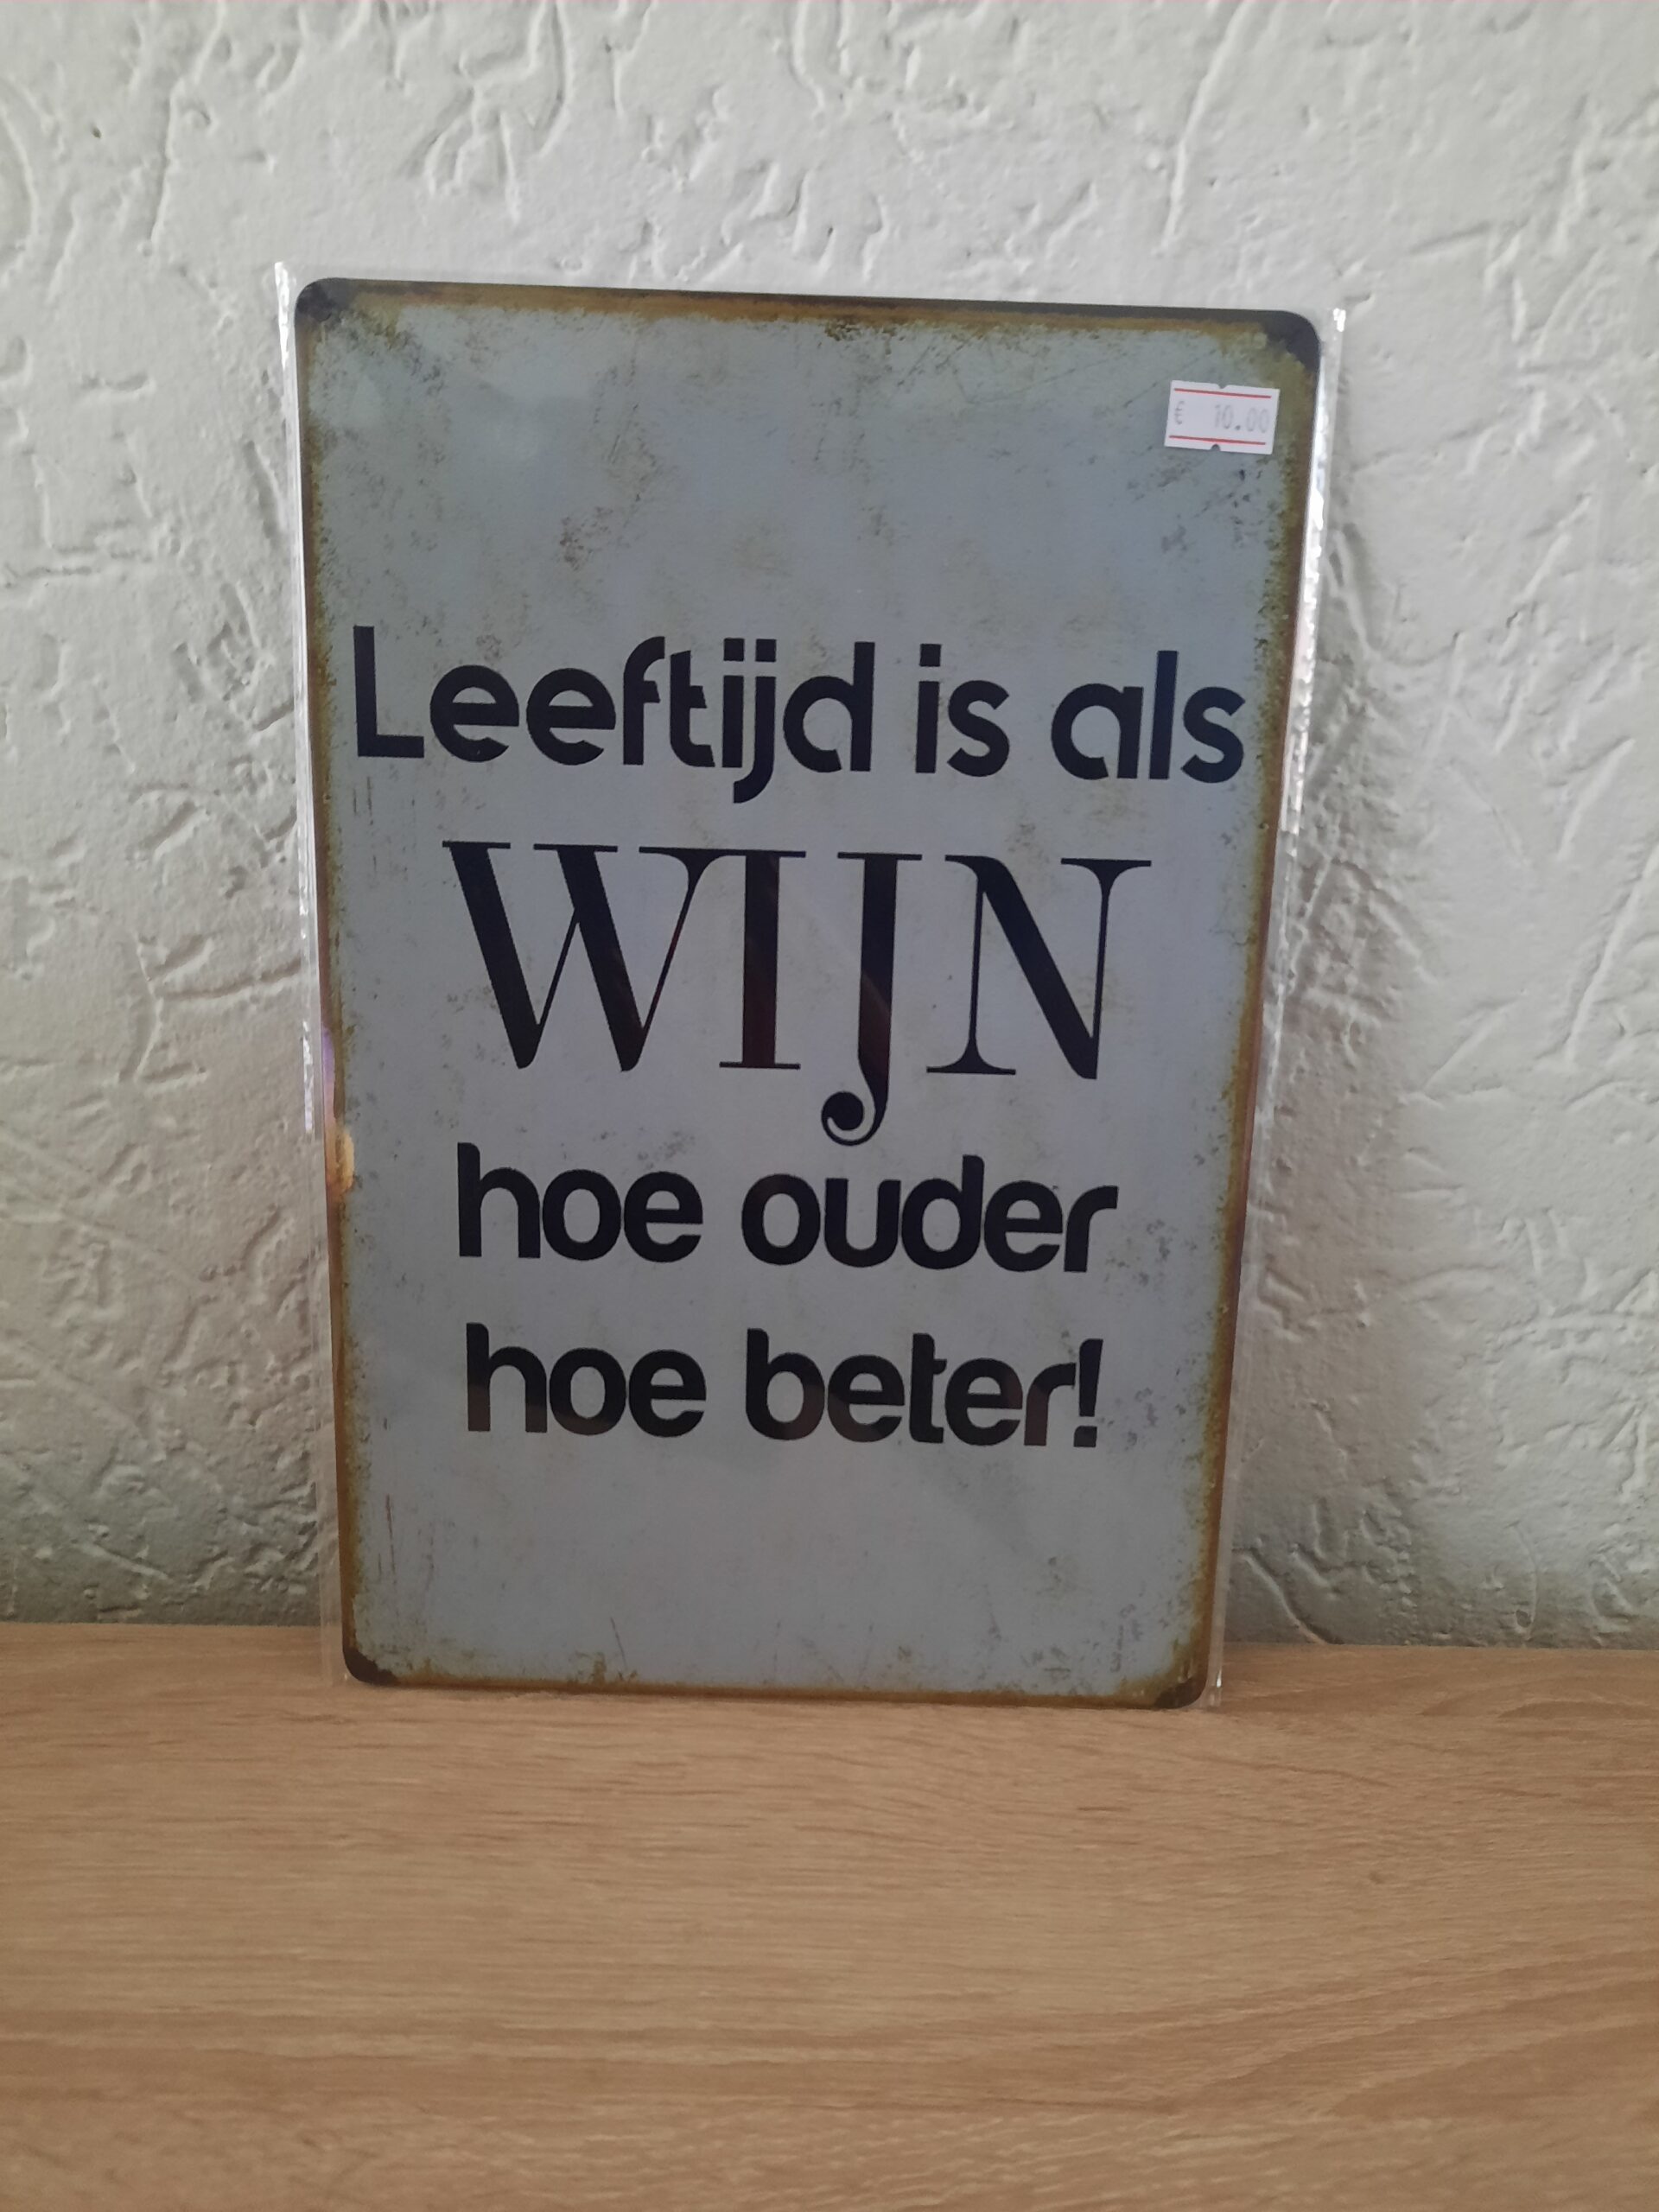 € 10.00
Leeftijd is als
WIJN
hoe ouder
hoe beter!